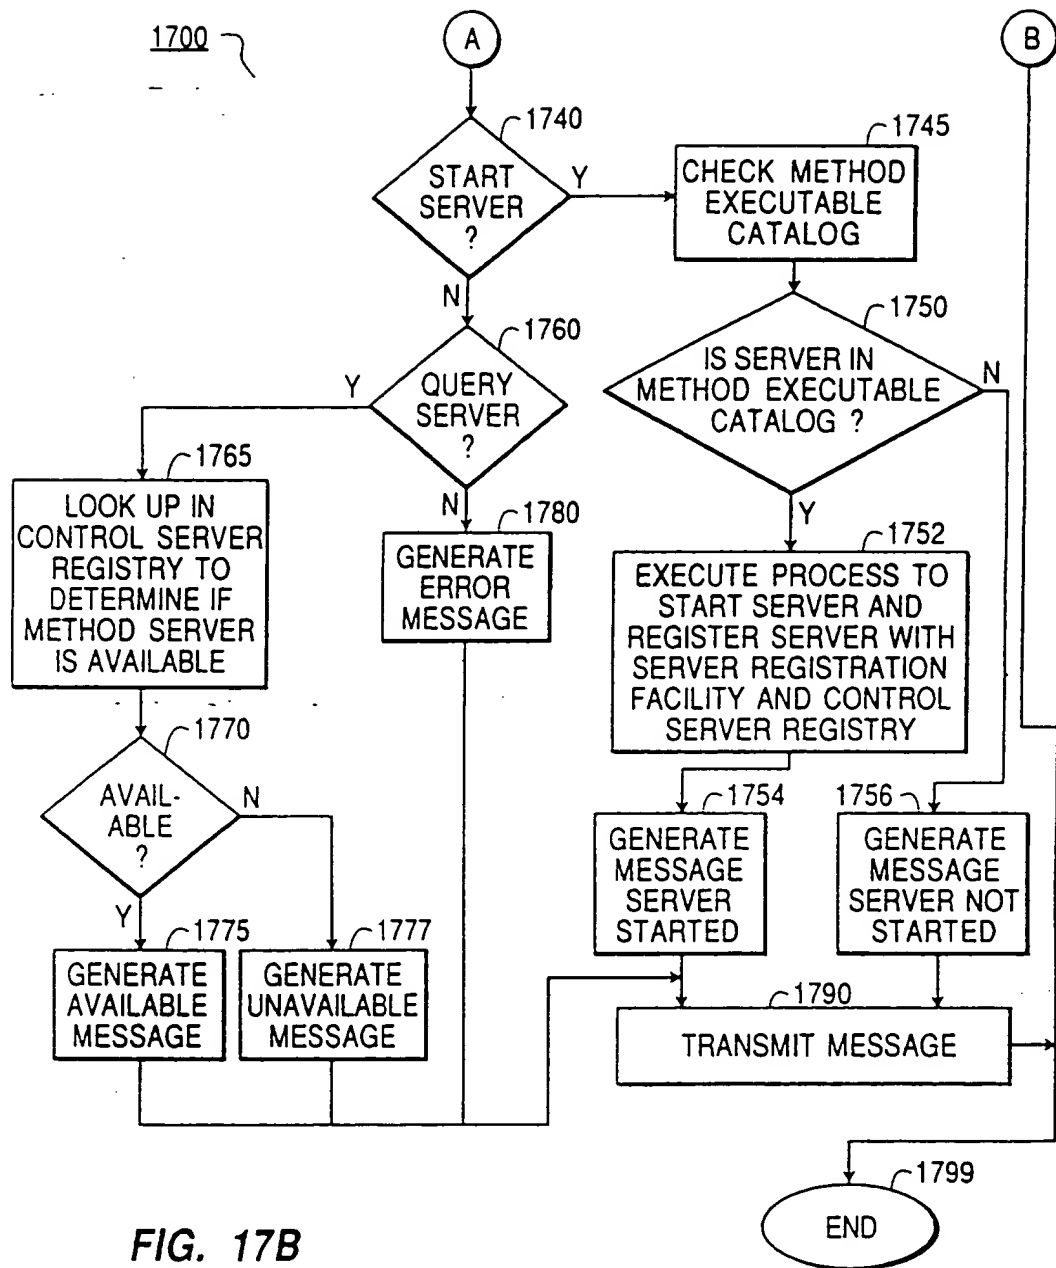 1700
A
B
1740
START
SERVER
?
Y
N
1745
CHECK METHOD
EXECUTABLE
CATALOG
1750
IS SERVER IN
METHOD EXECUTABLE
CATALOG ?
N
Y
1760
QUERY
SERVER
?
Y
N
1765
LOOK UP IN
CONTROL SERVER
REGISTRY TO
DETERMINE IF
METHOD SERVER
IS AVAILABLE
1780
GENERATE
ERROR
MESSAGE
1752
EXECUTE PROCESS TO
START SERVER AND
REGISTER SERVER WITH
SERVER REGISTRATION
FACILITY AND CONTROL
SERVER REGISTRY
1770
AVAIL-
ABLE
?
N
Y
1754
GENERATE
MESSAGE
SERVER
STARTED
1756
GENERATE
MESSAGE
SERVER NOT
STARTED
1775
GENERATE
AVAILABLE
MESSAGE
1777
GENERATE
UNAVAILABLE
MESSAGE
1790
TRANSMIT MESSAGE
1799
END
FIG. 17B